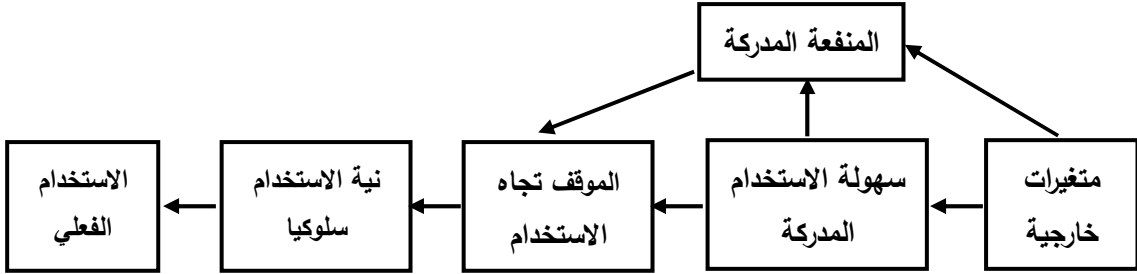 المنفعة المدركة
متغيرات
خارجية
سهولة الاستخدام
المدركة
الموقف تجاه
الاستخدام
نية الاستخدام
سلوكيا
الاستخدام
الفعلي